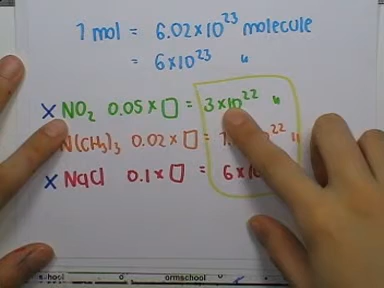 1 mol = 6.02×10²³ molecule
= 6×10²³ "
× NO₂ 0.05 × □ = 3×10²² "
N(CH₃)₃ 0.02 × □ = 22 "
× NaCl 0.1 × □ = 6×10